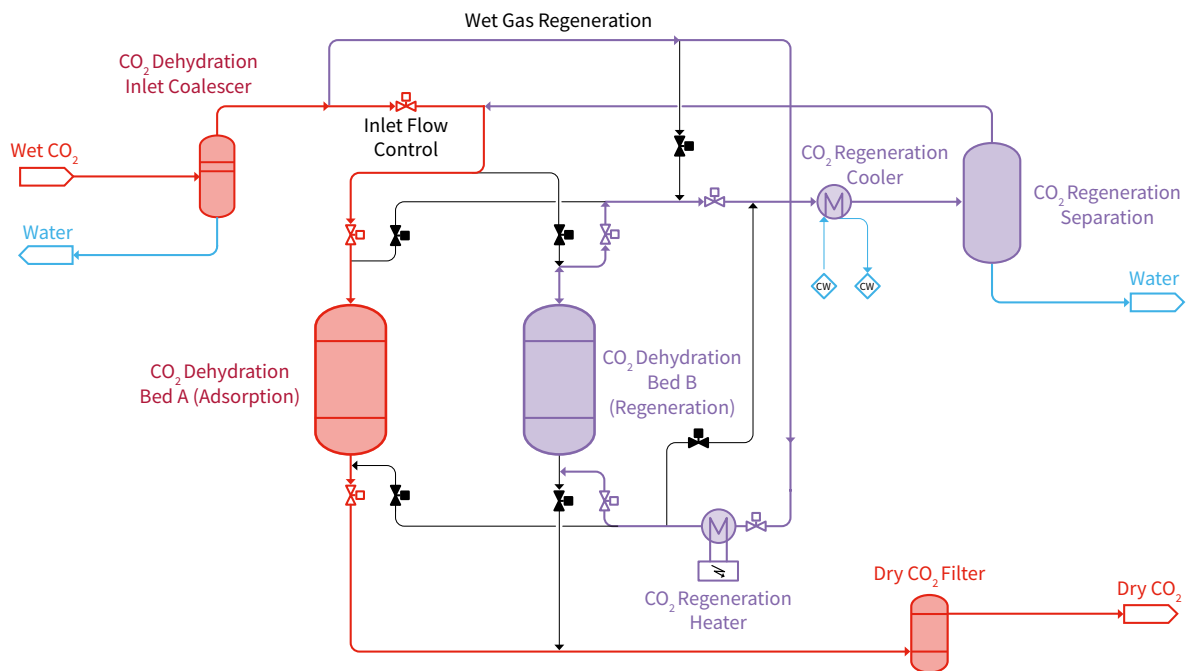 Wet Gas Regeneration
CO₂ Dehydration
Inlet Coalescer
Inlet Flow
Control
Wet CO₂
CO₂ Regeneration
Cooler
CO₂ Regeneration
Separation
Water
Water
CW
CW
CO₂ Dehydration
Bed A (Adsorption)
CO₂ Dehydration
Bed B
(Regeneration)
M
M
CO₂ Regeneration
Heater
Dry CO₂ Filter
Dry CO₂